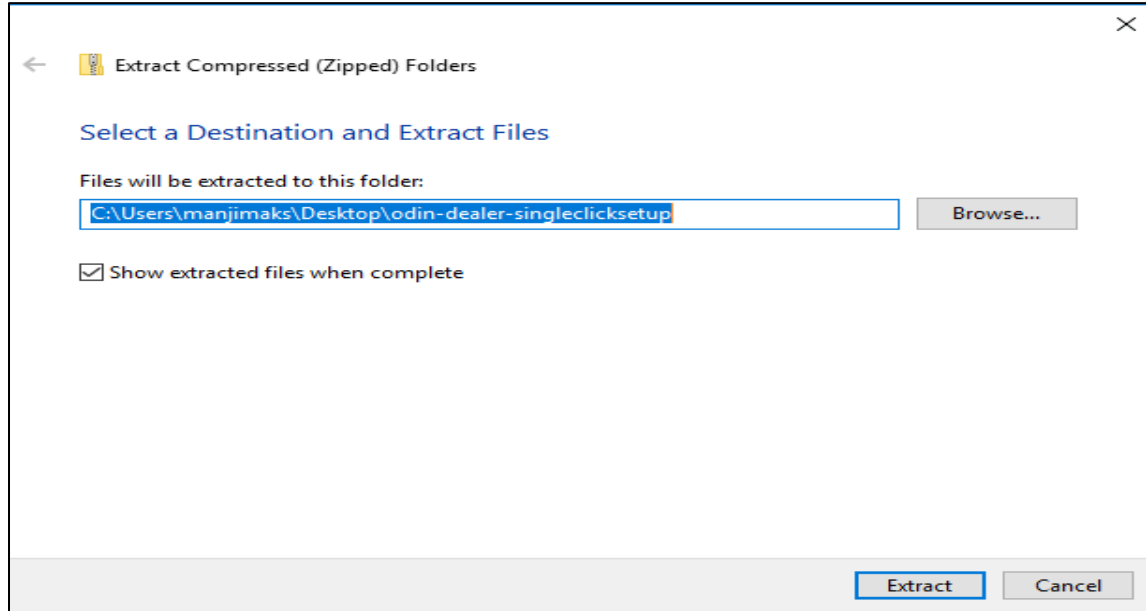 Extract Compressed (Zipped) Folders
Select a Destination and Extract Files
Files will be extracted to this folder:
C:\Users\manjimaks\Desktop\odin-dealer-singleclicksetup
Browse...
Show extracted files when complete
Extract
Cancel